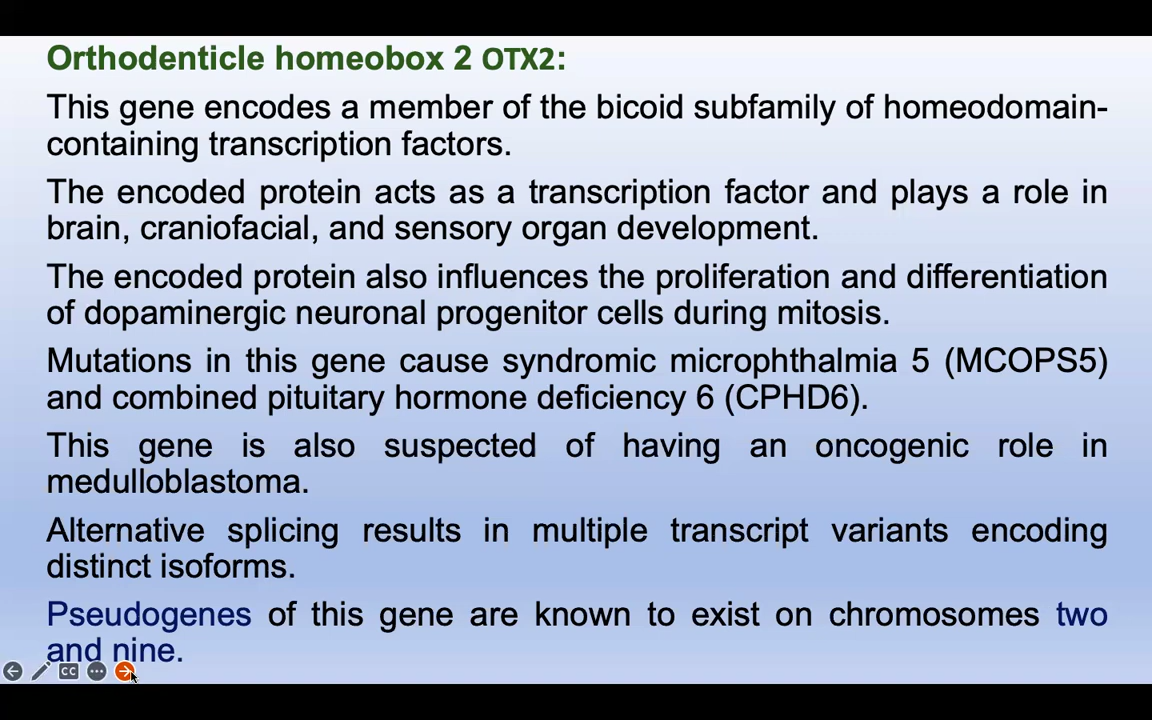 Orthodenticle homeobox 2 OTX2:
This gene encodes a member of the bicoid subfamily of homeodomain-
containing transcription factors.
The encoded protein acts as a transcription factor and plays a role in
brain, craniofacial, and sensory organ development.
The encoded protein also influences the proliferation and differentiation
of dopaminergic neuronal progenitor cells during mitosis.
Mutations in this gene cause syndromic microphthalmia 5 (MCOPS5)
and combined pituitary hormone deficiency 6 (CPHD6).
This gene is also suspected of having an oncogenic role in
medulloblastoma.
Alternative splicing results in multiple transcript variants encoding
distinct isoforms.
Pseudogenes of this gene are known to exist on chromosomes two
and nine.
CC